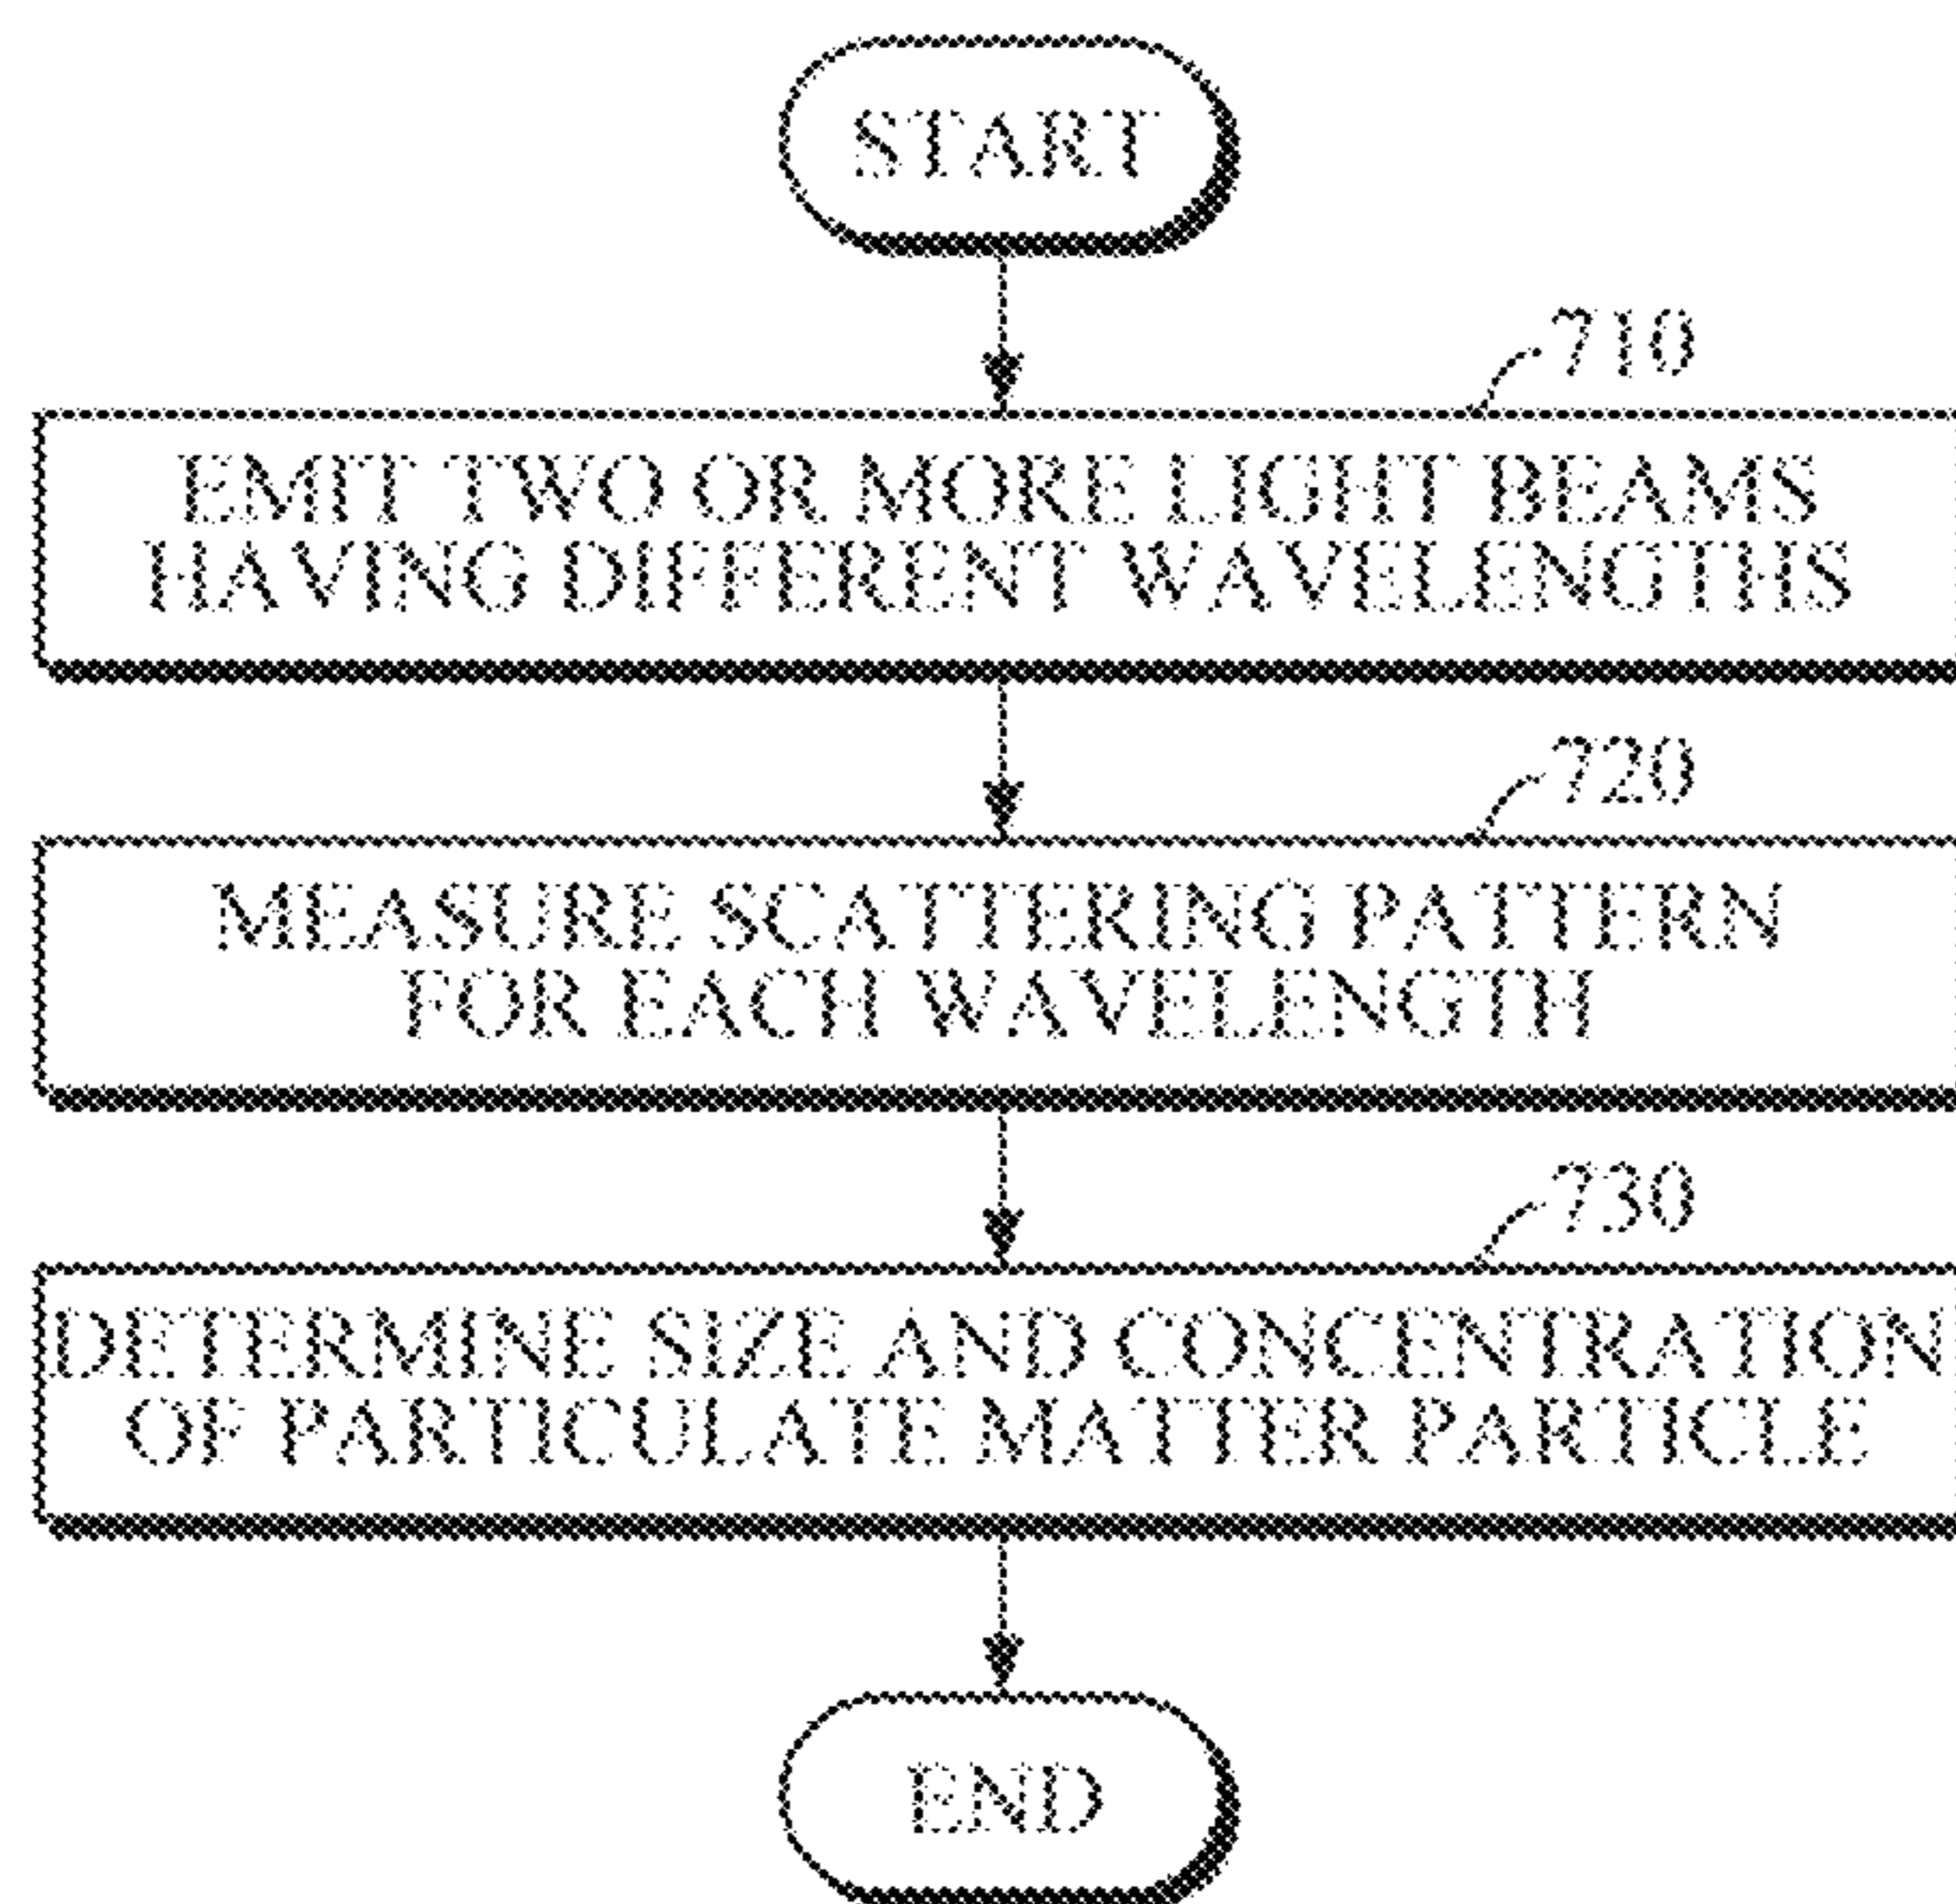 START
710
EMIT TWO OR MORE LIGHT BEAMS
HAVING DIFFERENT WAVELENGTHS
720
MEASURE SCATTERING PATTERN
FOR EACH WAVELENGTH
730
DETERMINE SIZE AND CONCENTRATION
OF PARTICULATE MATTER PARTICLE
END